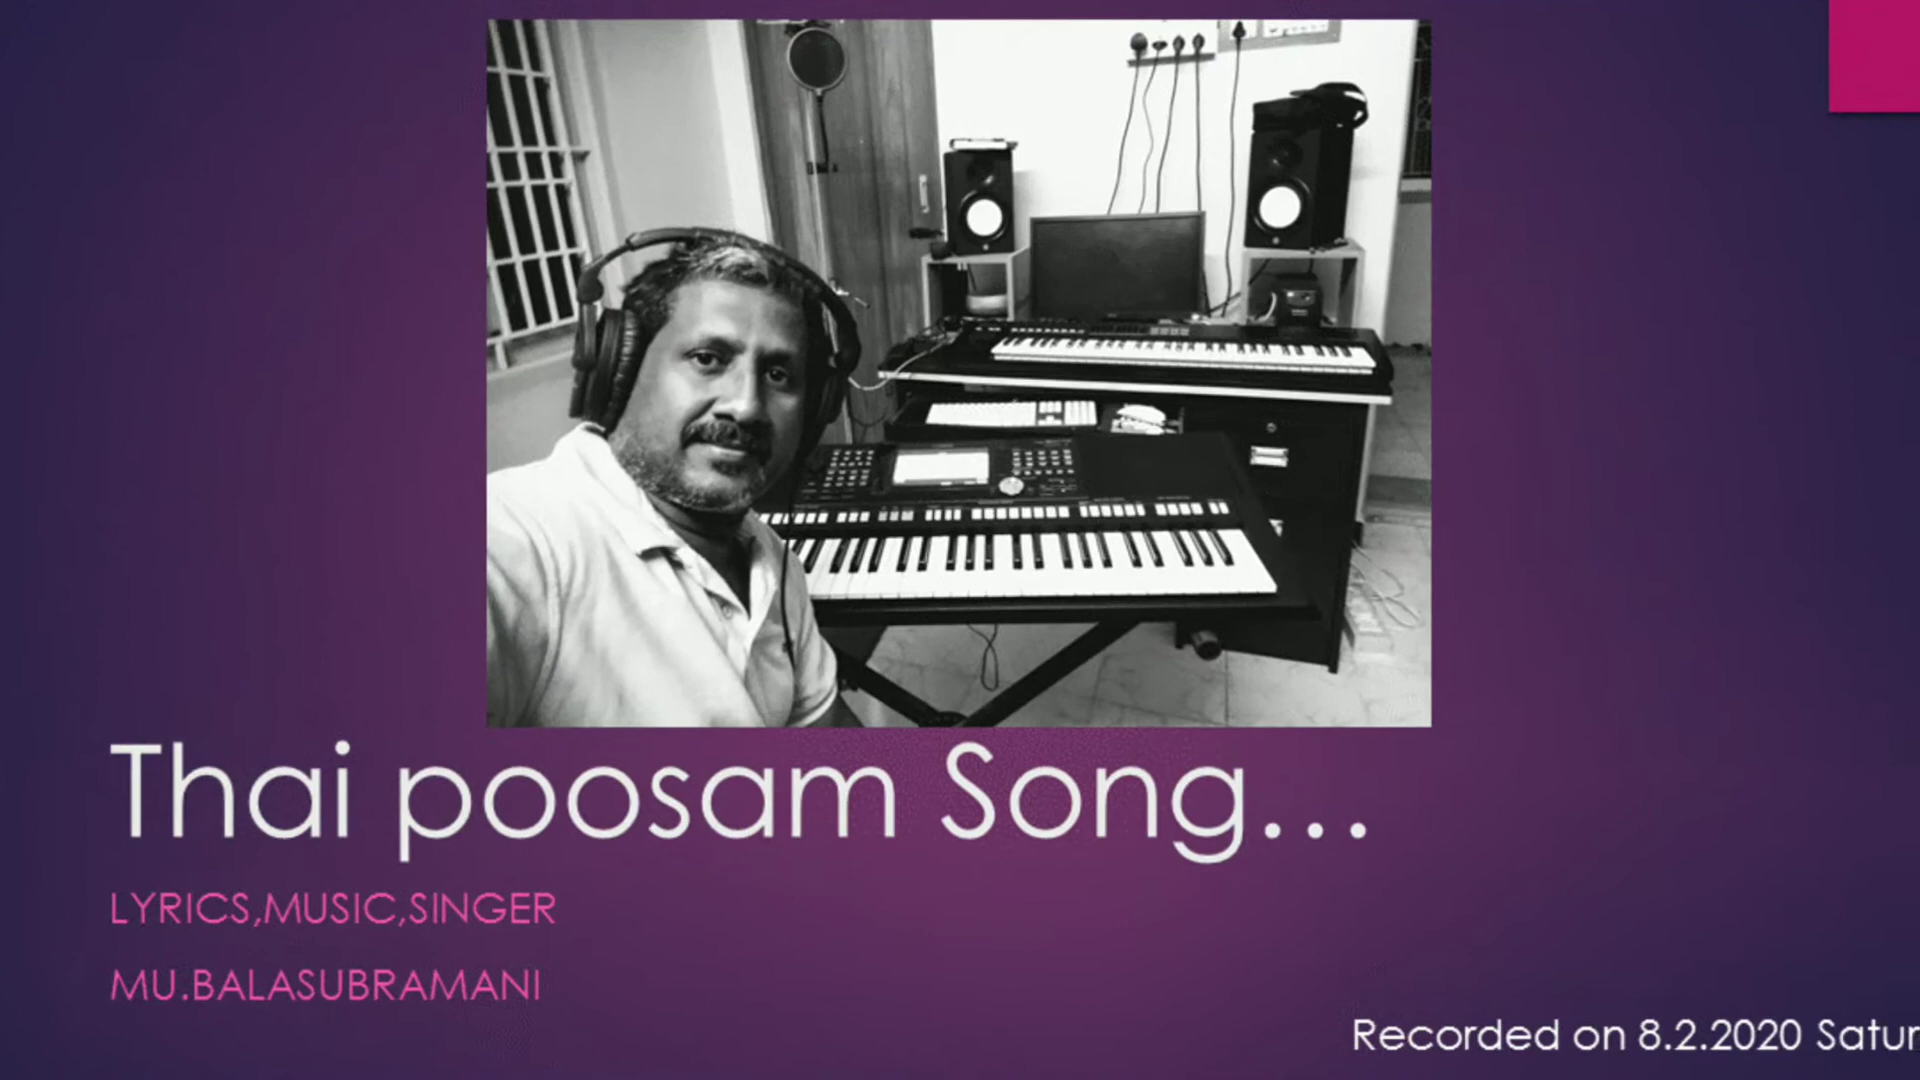 Thai poosam Song...
LYRICS,MUSIC,SINGER
MU.BALASUBRAMANI
Recorded on 8.2.2020 Satur